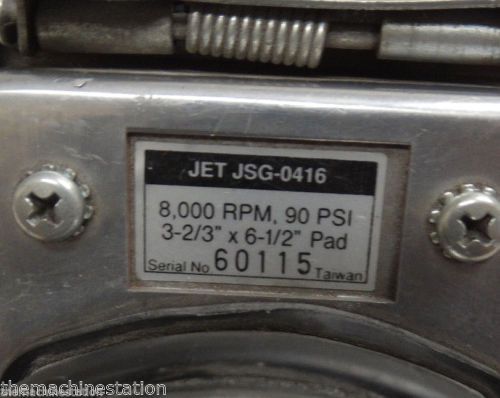 JET JSG-0416
8,000 RPM, 90 PSI
3-2/3" x 6-1/2" Pad
Serial No 60115 Taiwan
themachinestation
themachinestation